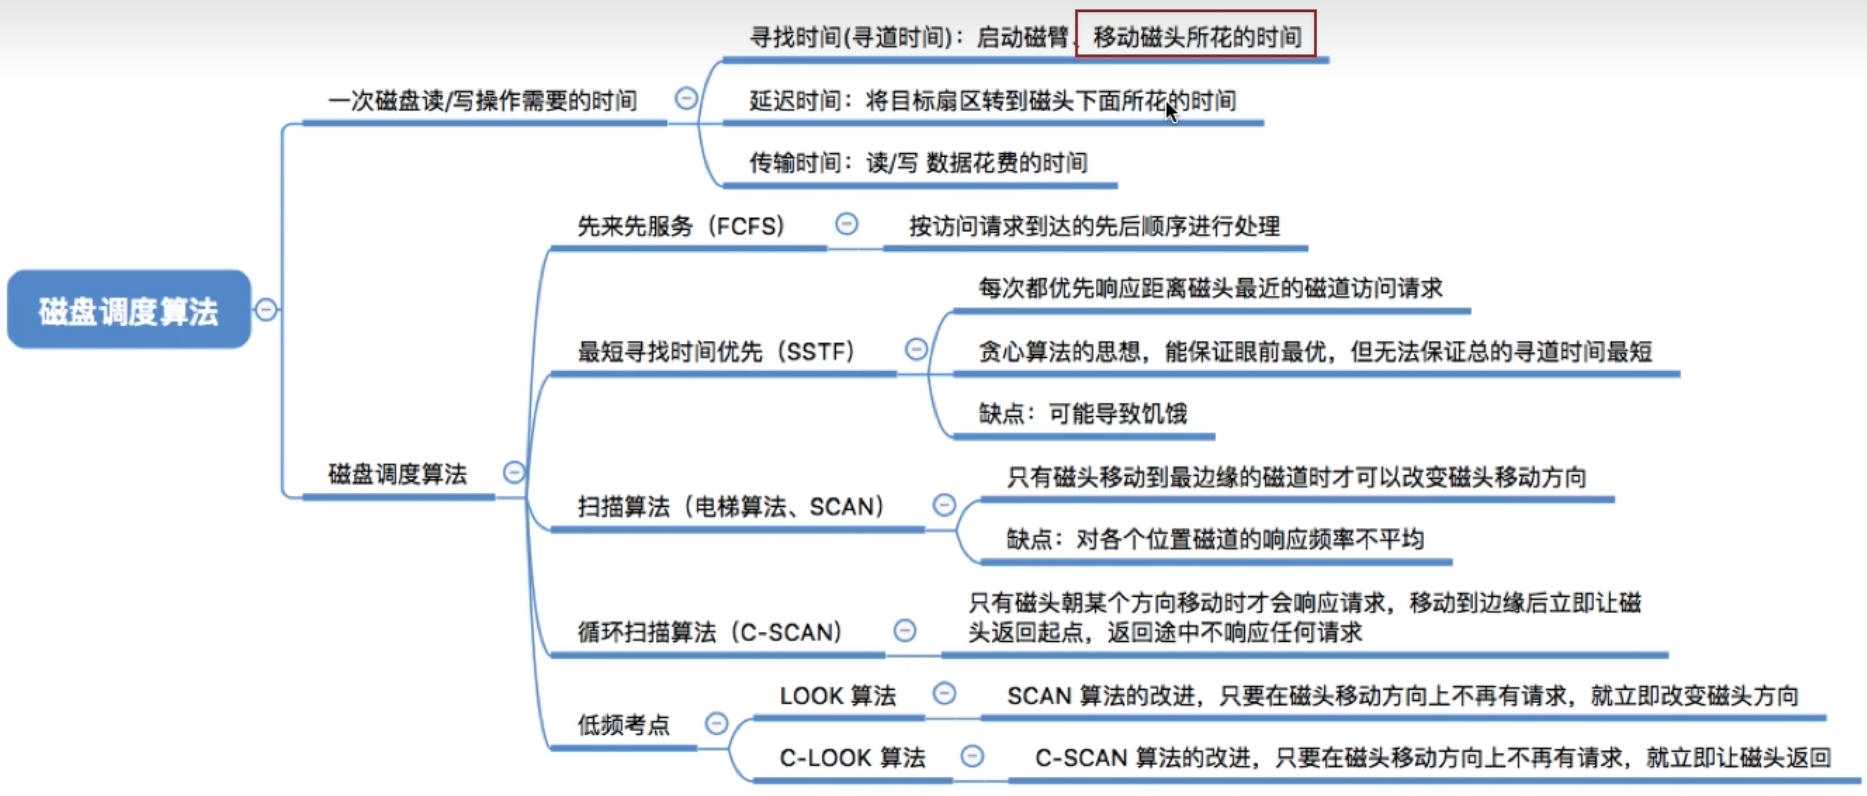 寻找时间(寻道时间)：启动磁臂、移动磁头所花的时间
一次磁盘读/写操作需要的时间
延迟时间：将目标扇区转到磁头下面所花的时间
传输时间：读/写 数据花费的时间
先来先服务（FCFS）
按访问请求到达的先后顺序进行处理
磁盘调度算法
每次都优先响应距离磁头最近的磁道访问请求
最短寻找时间优先（SSTF）
贪心算法的思想，能保证眼前最优，但无法保证总的寻道时间最短
缺点：可能导致饥饿
磁盘调度算法
只有磁头移动到最边缘的磁道时才可以改变磁头移动方向
扫描算法（电梯算法、SCAN）
缺点：对各个位置磁道的响应频率不平均
只有磁头朝某个方向移动时才会响应请求，移动到边缘后立即让磁
头返回起点，返回途中不响应任何请求
循环扫描算法（C-SCAN）
LOOK 算法
SCAN 算法的改进，只要在磁头移动方向上不再有请求，就立即改变磁头方向
低频考点
C-LOOK 算法
C-SCAN 算法的改进，只要在磁头移动方向上不再有请求，就立即让磁头返回